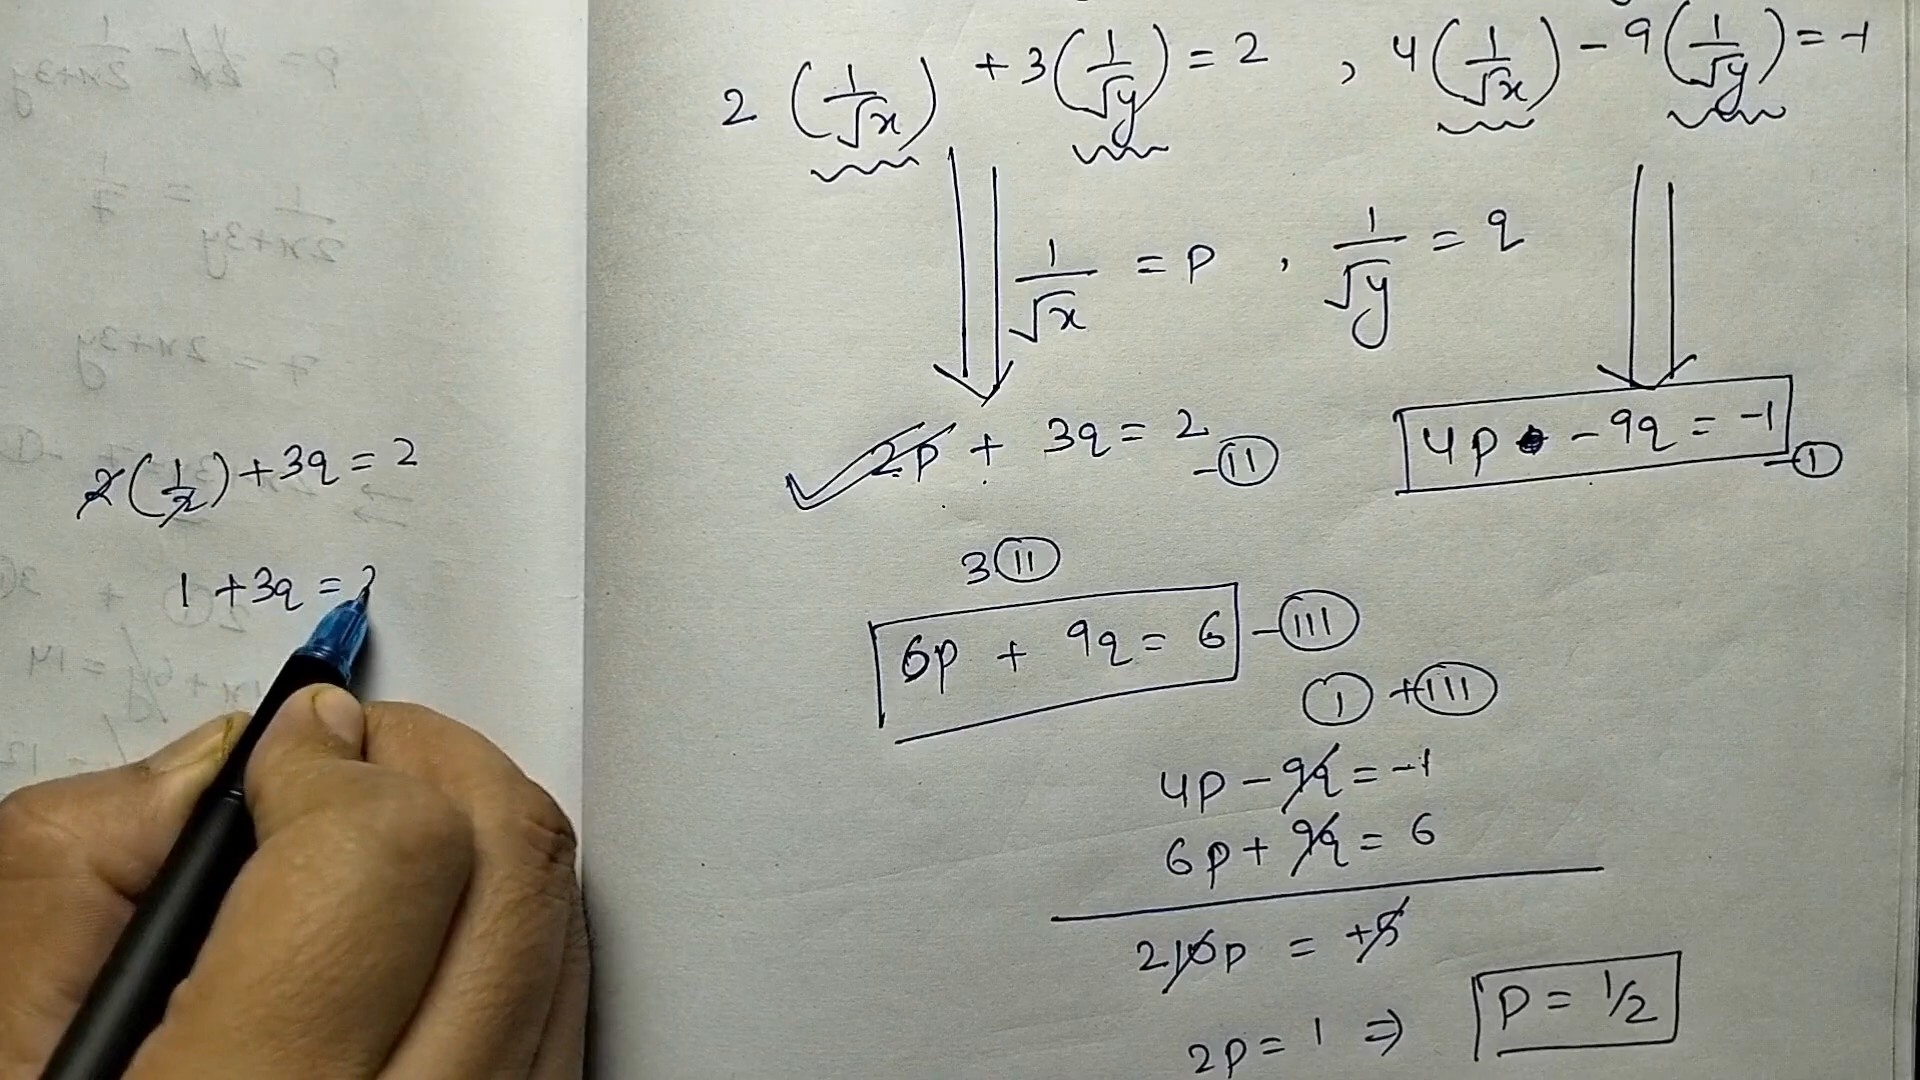 2(1/√x) + 3(1/√y) = 2 , 4(1/√x) - 9(1/√y) = -1
1/√x = p , 1/√y = q
2p + 3q = 2 -(II)
4p - 9q = -1 -(I)
3(II)
6p + 9q = 6 -(III)
(I) + (III)
4p - 9q = -1
6p + 9q = 6
2 10p = +5
2p = 1 ⇒ p = 1/2
2(1/2) + 3q = 2
1 + 3q = 2